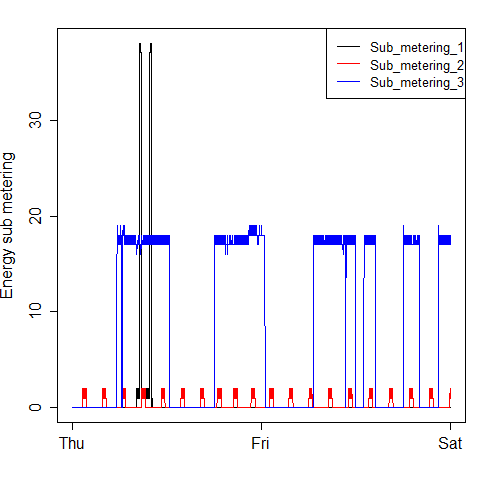 Sub_metering_1
Sub_metering_2
Sub_metering_3
Energy sub metering
30
20
10
0
Thu
Fri
Sat